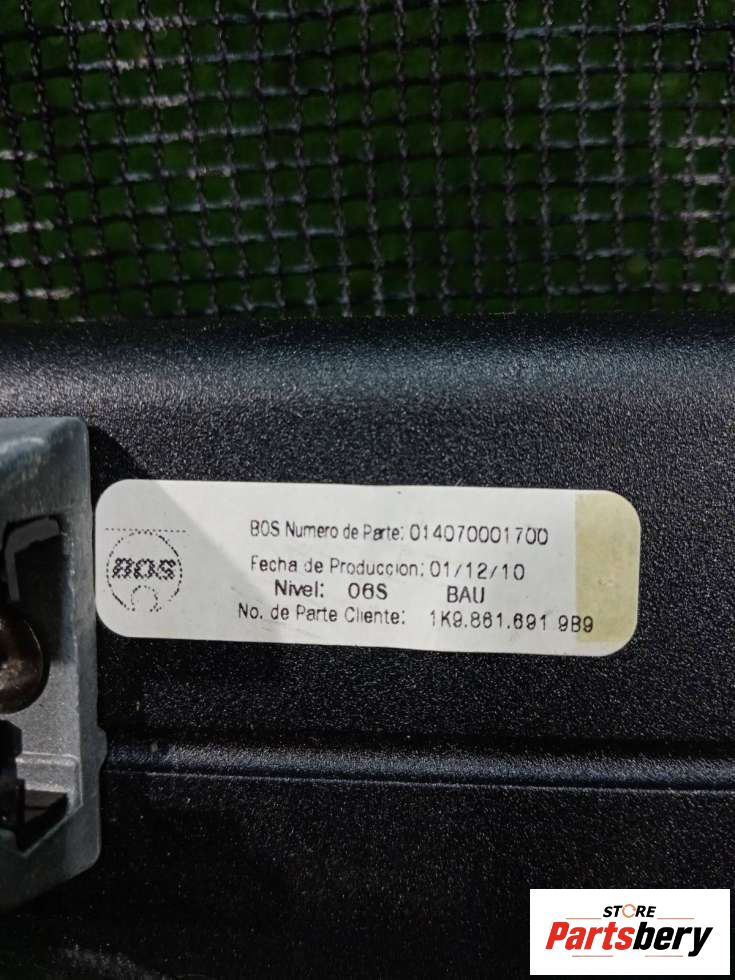 BOS
BOS Numero de Parte: 014070001700
Fecha de Produccion: 01/12/10
Nivel: 06S BAU
No. de Parte Cliente: 1K9.861.691 9B9
STORE
Partsbery